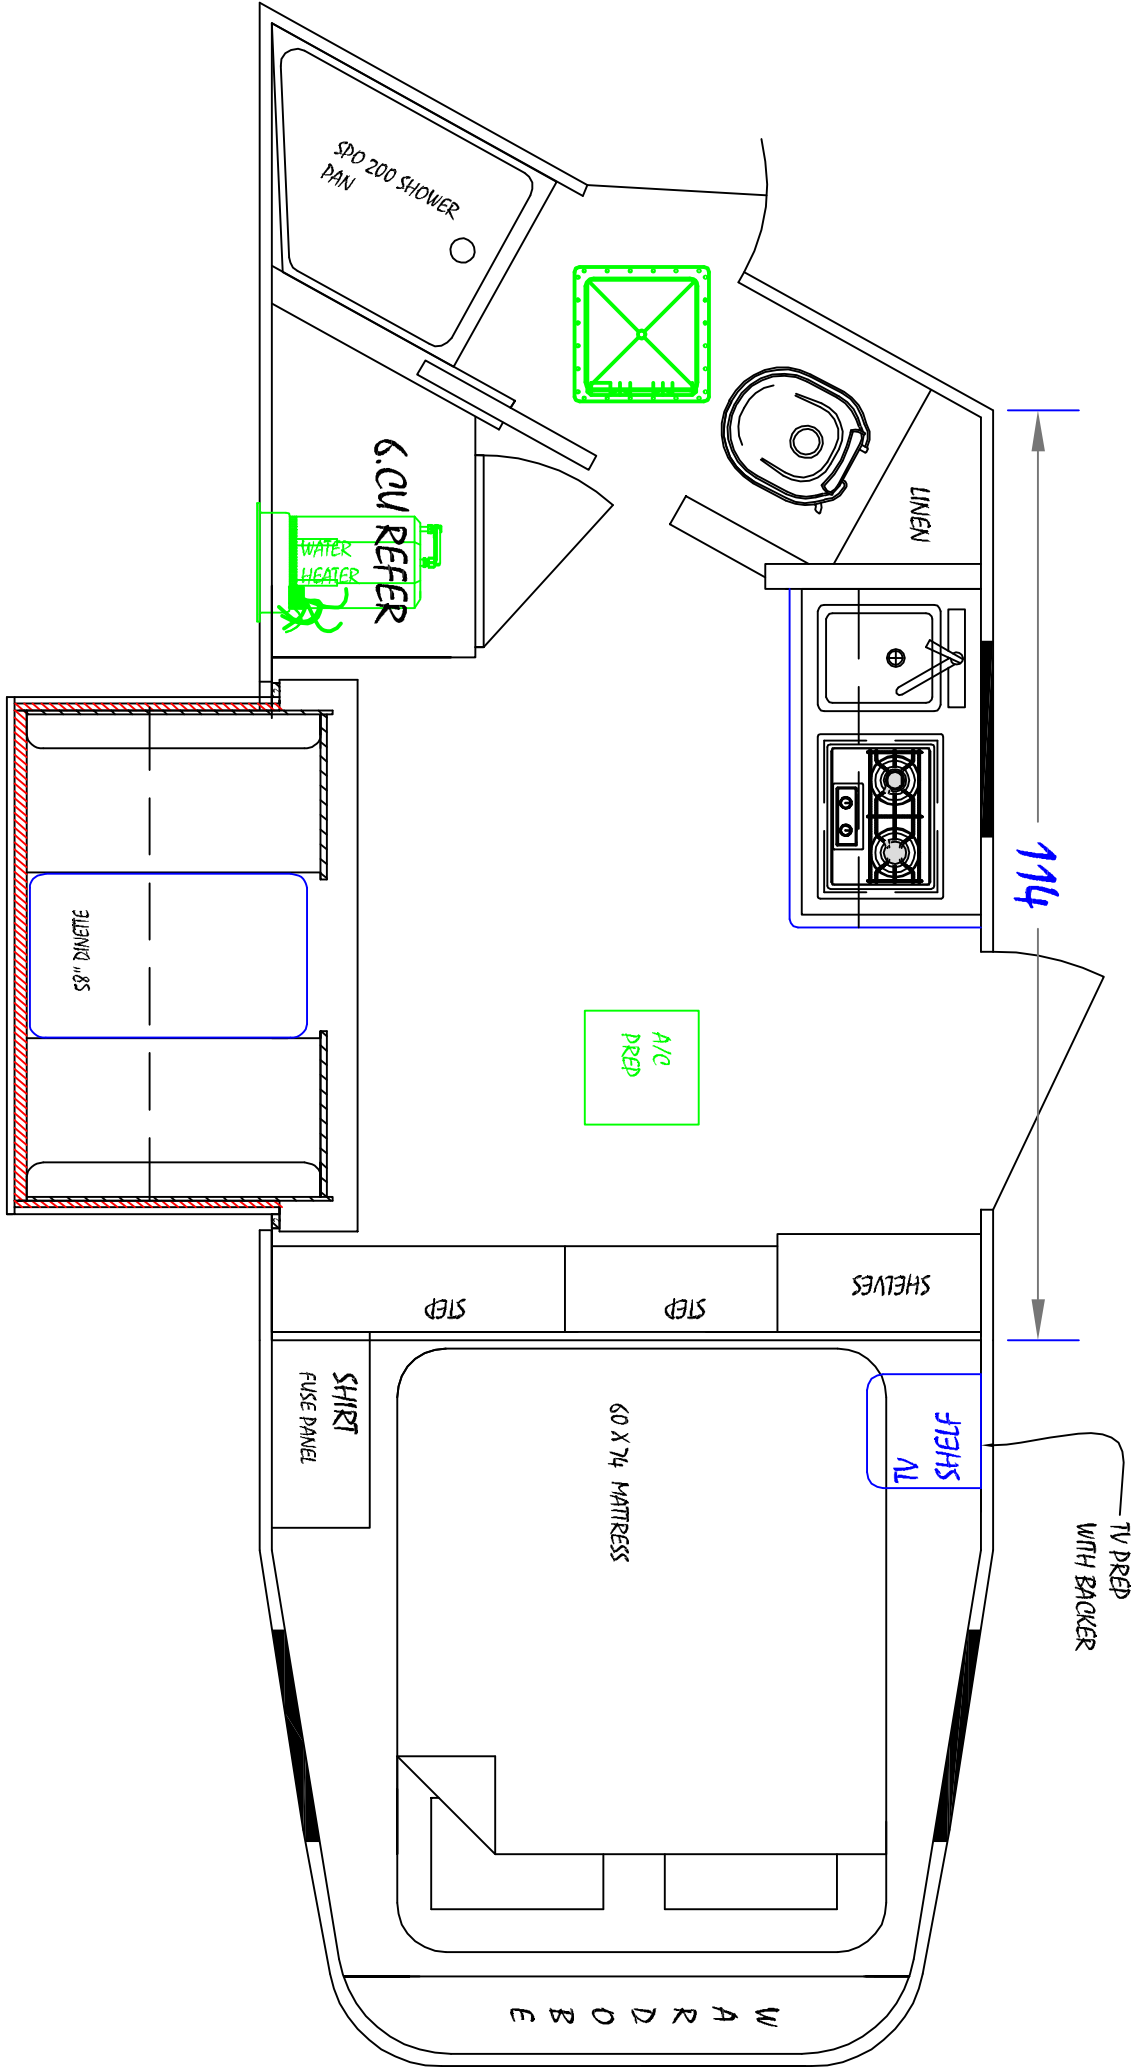 SPO 200 SHOWER
PAN
6.CU REFER
WATER
HEATER
LINEN
114
58" DINETTE
A/C
PREP
SHELVES
STEP
STEP
SHIRT
FUSE PANEL
60 X 74 MATTRESS
TV
SHELF
TV PREP
WITH BACKER
WARDOBE